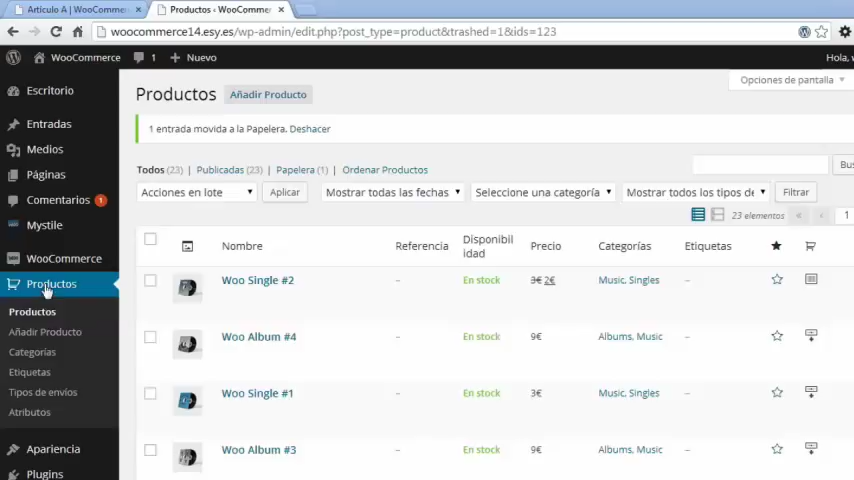 Artículo A | WooCommerc × Productos ‹ WooCommerc ×
woocommerce14.esy.es/wp-admin/edit.php?post_type=product&trashed=1&ids=123
WooCommerce 1 + Nuevo Hola,
Opciones de pantalla
Escritorio
Entradas
Medios
Páginas
Comentarios 1
Mystile
WooCommerce
Productos
Productos
Añadir Producto
Categorías
Etiquetas
Tipos de envíos
Atributos
Apariencia
Plugins
Productos Añadir Producto
1 entrada movida a la Papelera. Deshacer
Todos (23) | Publicadas (23) | Papelera (1) | Ordenar Productos
Acciones en lote Aplicar Mostrar todas las fechas Seleccione una categoría Mostrar todos los tipos de Filtrar
23 elementos « ‹ 1
Nombre Referencia Disponibil
idad Precio Categorías Etiquetas
Woo Single #2 – En stock 3€ 2€ Music, Singles –
Woo Album #4 – En stock 9€ Albums, Music –
Woo Single #1 – En stock 3€ Music, Singles –
Woo Album #3 – En stock 9€ Albums, Music –